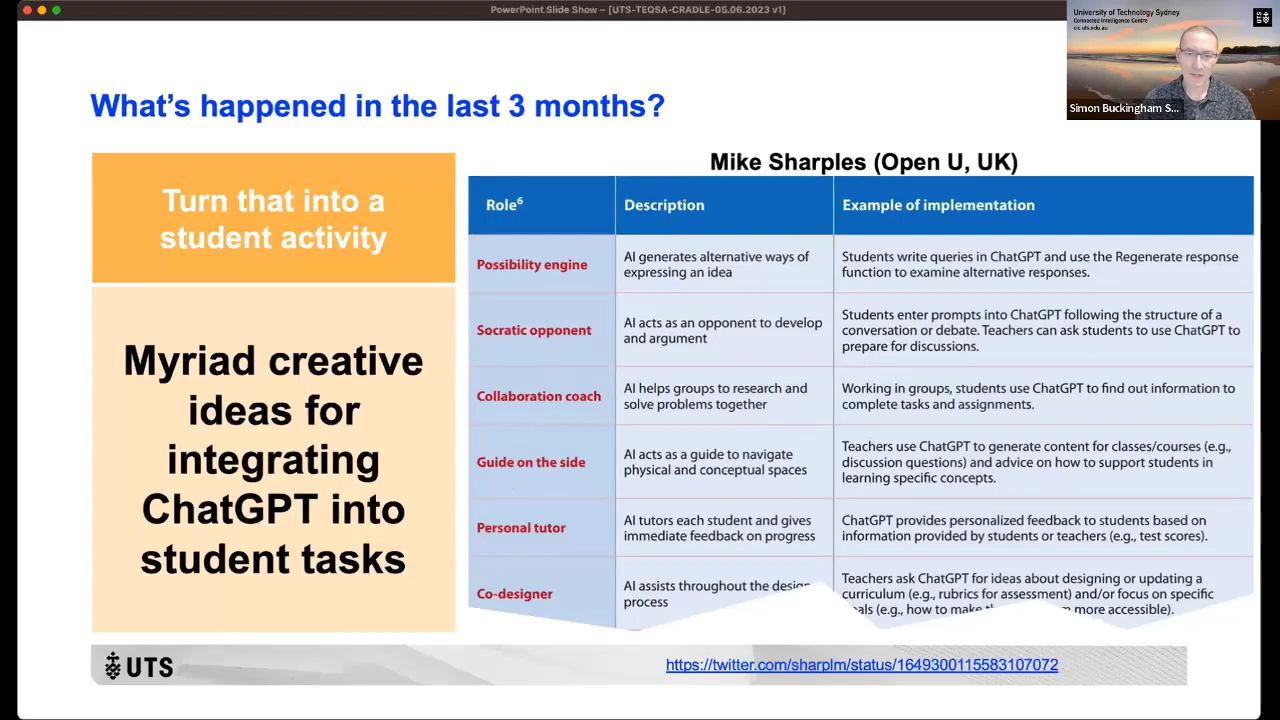 PowerPoint Slide Show – [UTS-TEQSA-CRADLE-05.06.2023 v1]
University of Technology Sydney
Connected Intelligence Centre
cic.uts.edu.au
UTS
Simon Buckingham S...
What's happened in the last 3 months?
Turn that into a
student activity
Myriad creative
ideas for
integrating
ChatGPT into
student tasks
Mike Sharples (Open U, UK)
Role⁶
Description
Example of implementation
Possibility engine
AI generates alternative ways of
expressing an idea
Students write queries in ChatGPT and use the Regenerate response
function to examine alternative responses.
Socratic opponent
AI acts as an opponent to develop
and argument
Students enter prompts into ChatGPT following the structure of a
conversation or debate. Teachers can ask students to use ChatGPT to
prepare for discussions.
Collaboration coach
AI helps groups to research and
solve problems together
Working in groups, students use ChatGPT to find out information to
complete tasks and assignments.
Guide on the side
AI acts as a guide to navigate
physical and conceptual spaces
Teachers use ChatGPT to generate content for classes/courses (e.g.,
discussion questions) and advice on how to support students in
learning specific concepts.
Personal tutor
AI tutors each student and gives
immediate feedback on progress
ChatGPT provides personalized feedback to students based on
information provided by students or teachers (e.g., test scores).
Co-designer
AI assists throughout the design
process
Teachers ask ChatGPT for ideas about designing or updating a
curriculum (e.g., rubrics for assessment) and/or focus on specific
(e.g., how to make more accessible).
UTS
https://twitter.com/sharplm/status/1649300115583107072